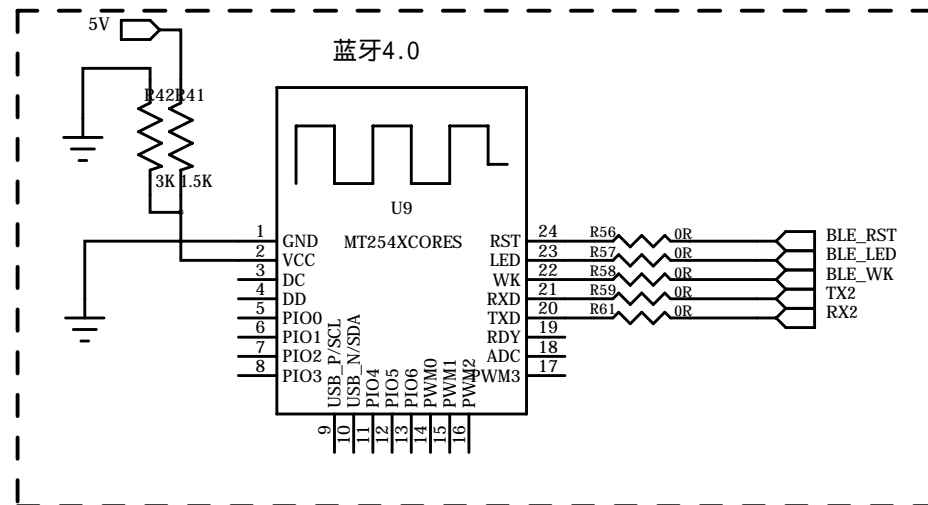 5V
蓝牙4.0
R42 R41
3K 1.5K
U9
MT254XCORES
1 GND
2 VCC
3 DC
4 DD
5 PIO0
6 PIO1
7 PIO2
8 PIO3
9 USB_P/SCL
10 USB_N/SDA
11 PIO4
12 PIO5
13 PIO6
14 PWM0
15 PWM1
16 PWM2
RST 24 R56 0R BLE_RST
LED 23 R57 0R BLE_LED
WK 22 R58 0R BLE_WK
RXD 21 R59 0R TX2
TXD 20 R61 0R RX2
RDY 19
ADC 18
PWM3 17